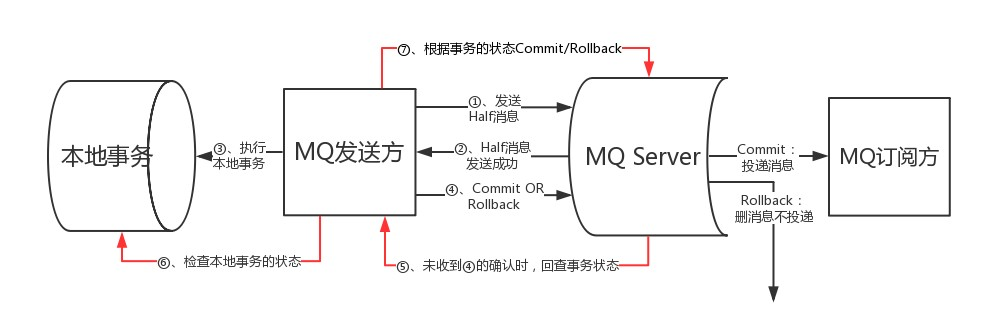 ⑦、根据事务的状态Commit/Rollback
①、发送
Half消息
本地事务
③、执行
本地事务
MQ发送方
②、Half消息
发送成功
MQ Server
Commit：
投递消息
MQ订阅方
④、Commit OR
Rollback
Rollback：
删消息不投递
⑥、检查本地事务的状态
⑤、未收到④的确认时，回查事务状态